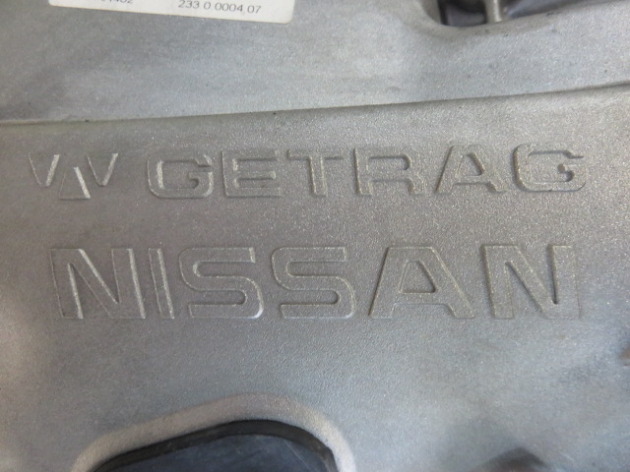 233 0 0004.07
GETRAG
NISSAN